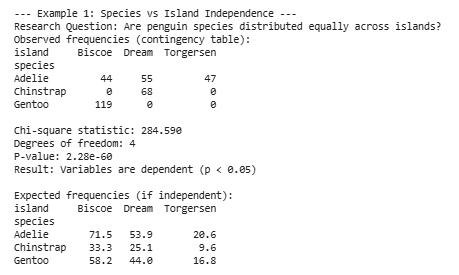 --- Example 1: Species vs Island Independence ---
Research Question: Are penguin species distributed equally across islands?
Observed frequencies (contingency table):
island     Biscoe  Dream  Torgersen
species
Adelie         44     55         47
Chinstrap       0     68          0
Gentoo        119      0          0

Chi-square statistic: 284.590
Degrees of freedom: 4
P-value: 2.28e-60
Result: Variables are dependent (p < 0.05)

Expected frequencies (if independent):
island     Biscoe  Dream  Torgersen
species
Adelie       71.5   53.9       20.6
Chinstrap    33.3   25.1        9.6
Gentoo       58.2   44.0       16.8